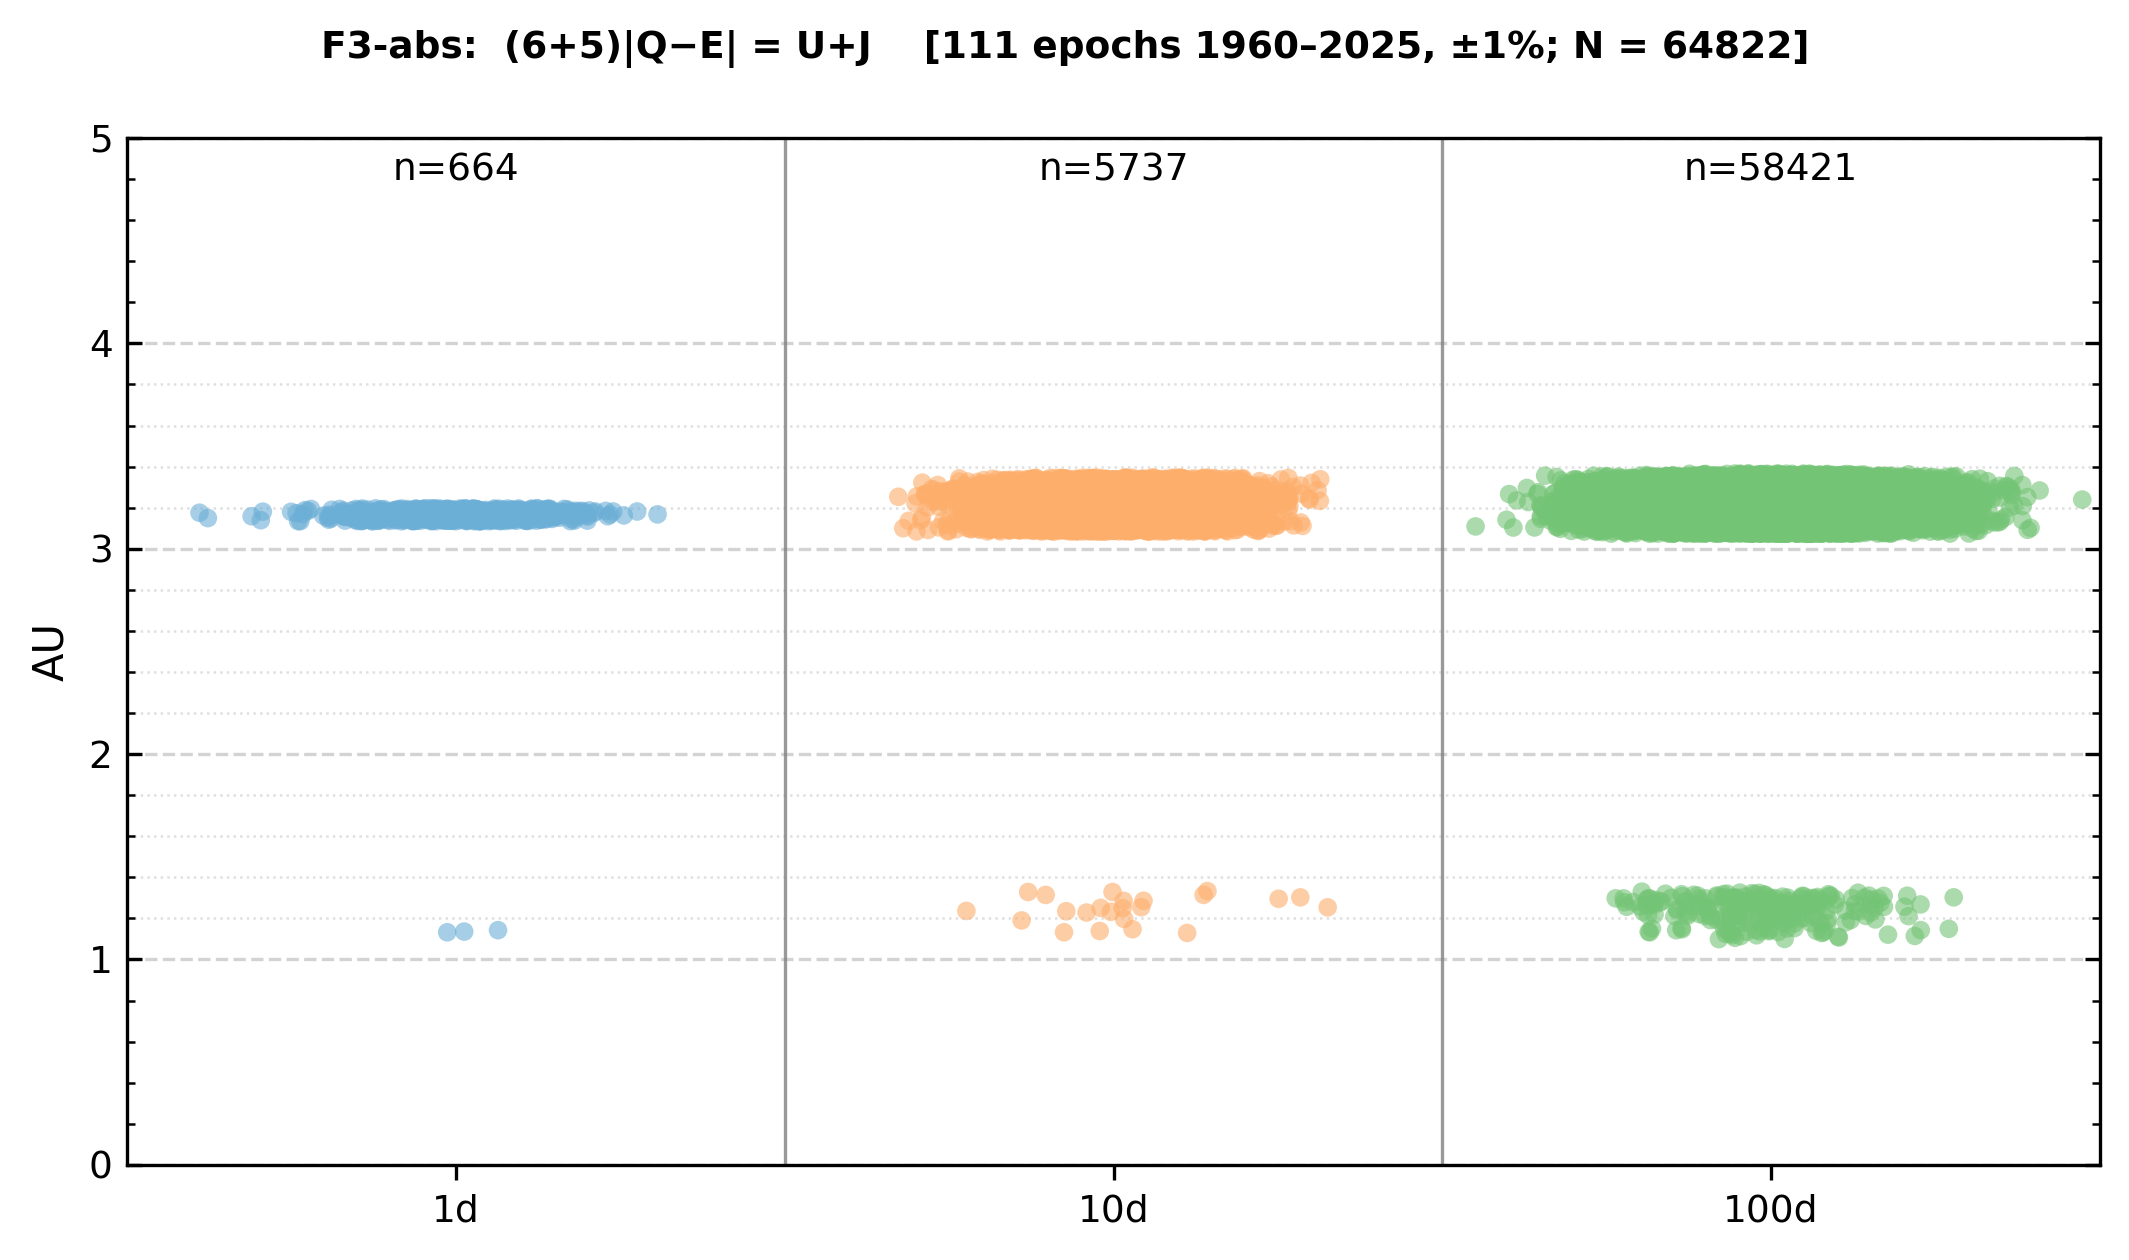 F3-abs: (6+5)|Q−E| = U+J [111 epochs 1960–2025, ±1%; N = 64822]
n=664 n=5737 n=58421
5
4
3
2
1
0
AU
1d 10d 100d